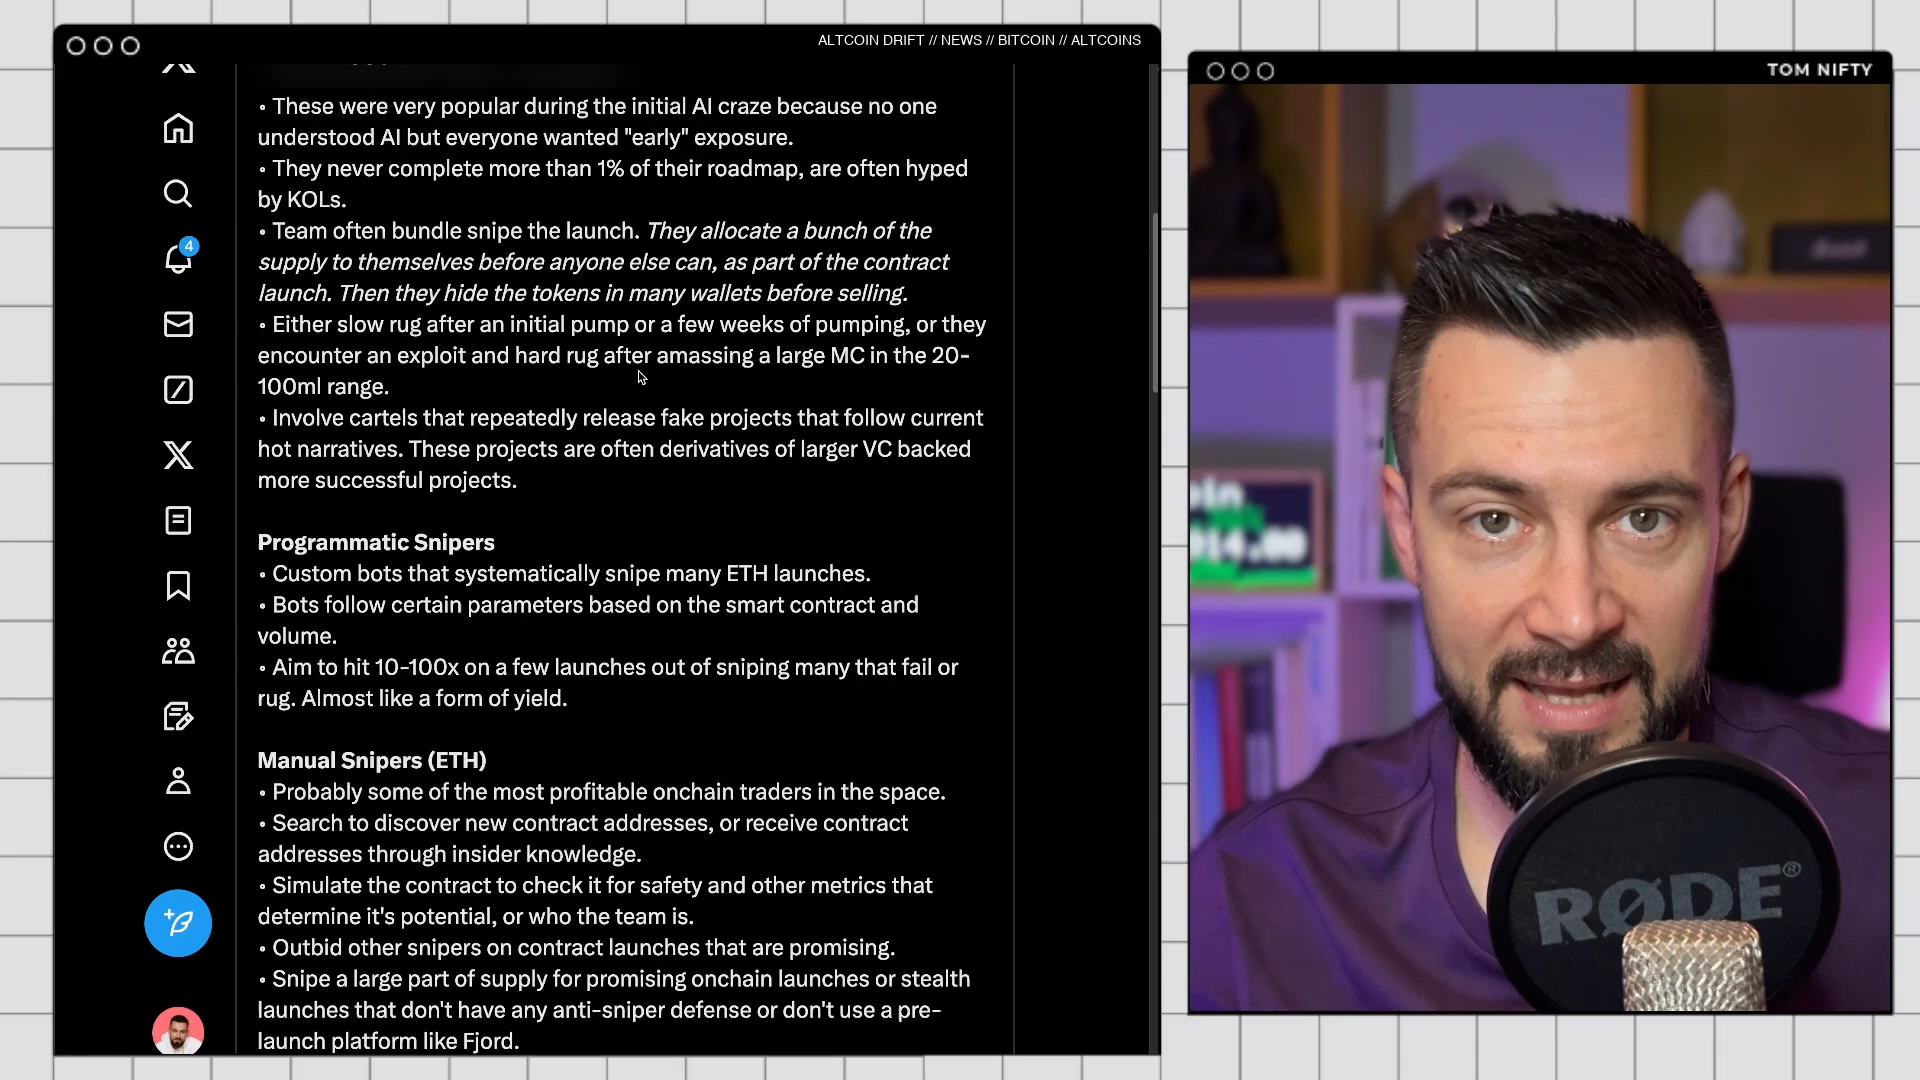 ALTCOIN DRIFT // NEWS // BITCOIN // ALTCOINS
TOM NIFTY
4
• These were very popular during the initial AI craze because no one
understood AI but everyone wanted "early" exposure.
• They never complete more than 1% of their roadmap, are often hyped
by KOLs.
• Team often bundle snipe the launch. They allocate a bunch of the
supply to themselves before anyone else can, as part of the contract
launch. Then they hide the tokens in many wallets before selling.
• Either slow rug after an initial pump or a few weeks of pumping, or they
encounter an exploit and hard rug after amassing a large MC in the 20-
100ml range.
• Involve cartels that repeatedly release fake projects that follow current
hot narratives. These projects are often derivatives of larger VC backed
more successful projects.
Programmatic Snipers
• Custom bots that systematically snipe many ETH launches.
• Bots follow certain parameters based on the smart contract and
volume.
• Aim to hit 10-100x on a few launches out of sniping many that fail or
rug. Almost like a form of yield.
Manual Snipers (ETH)
• Probably some of the most profitable onchain traders in the space.
• Search to discover new contract addresses, or receive contract
addresses through insider knowledge.
• Simulate the contract to check it for safety and other metrics that
determine it's potential, or who the team is.
• Outbid other snipers on contract launches that are promising.
• Snipe a large part of supply for promising onchain launches or stealth
launches that don't have any anti-sniper defense or don't use a pre-
launch platform like Fjord.
RØDE®